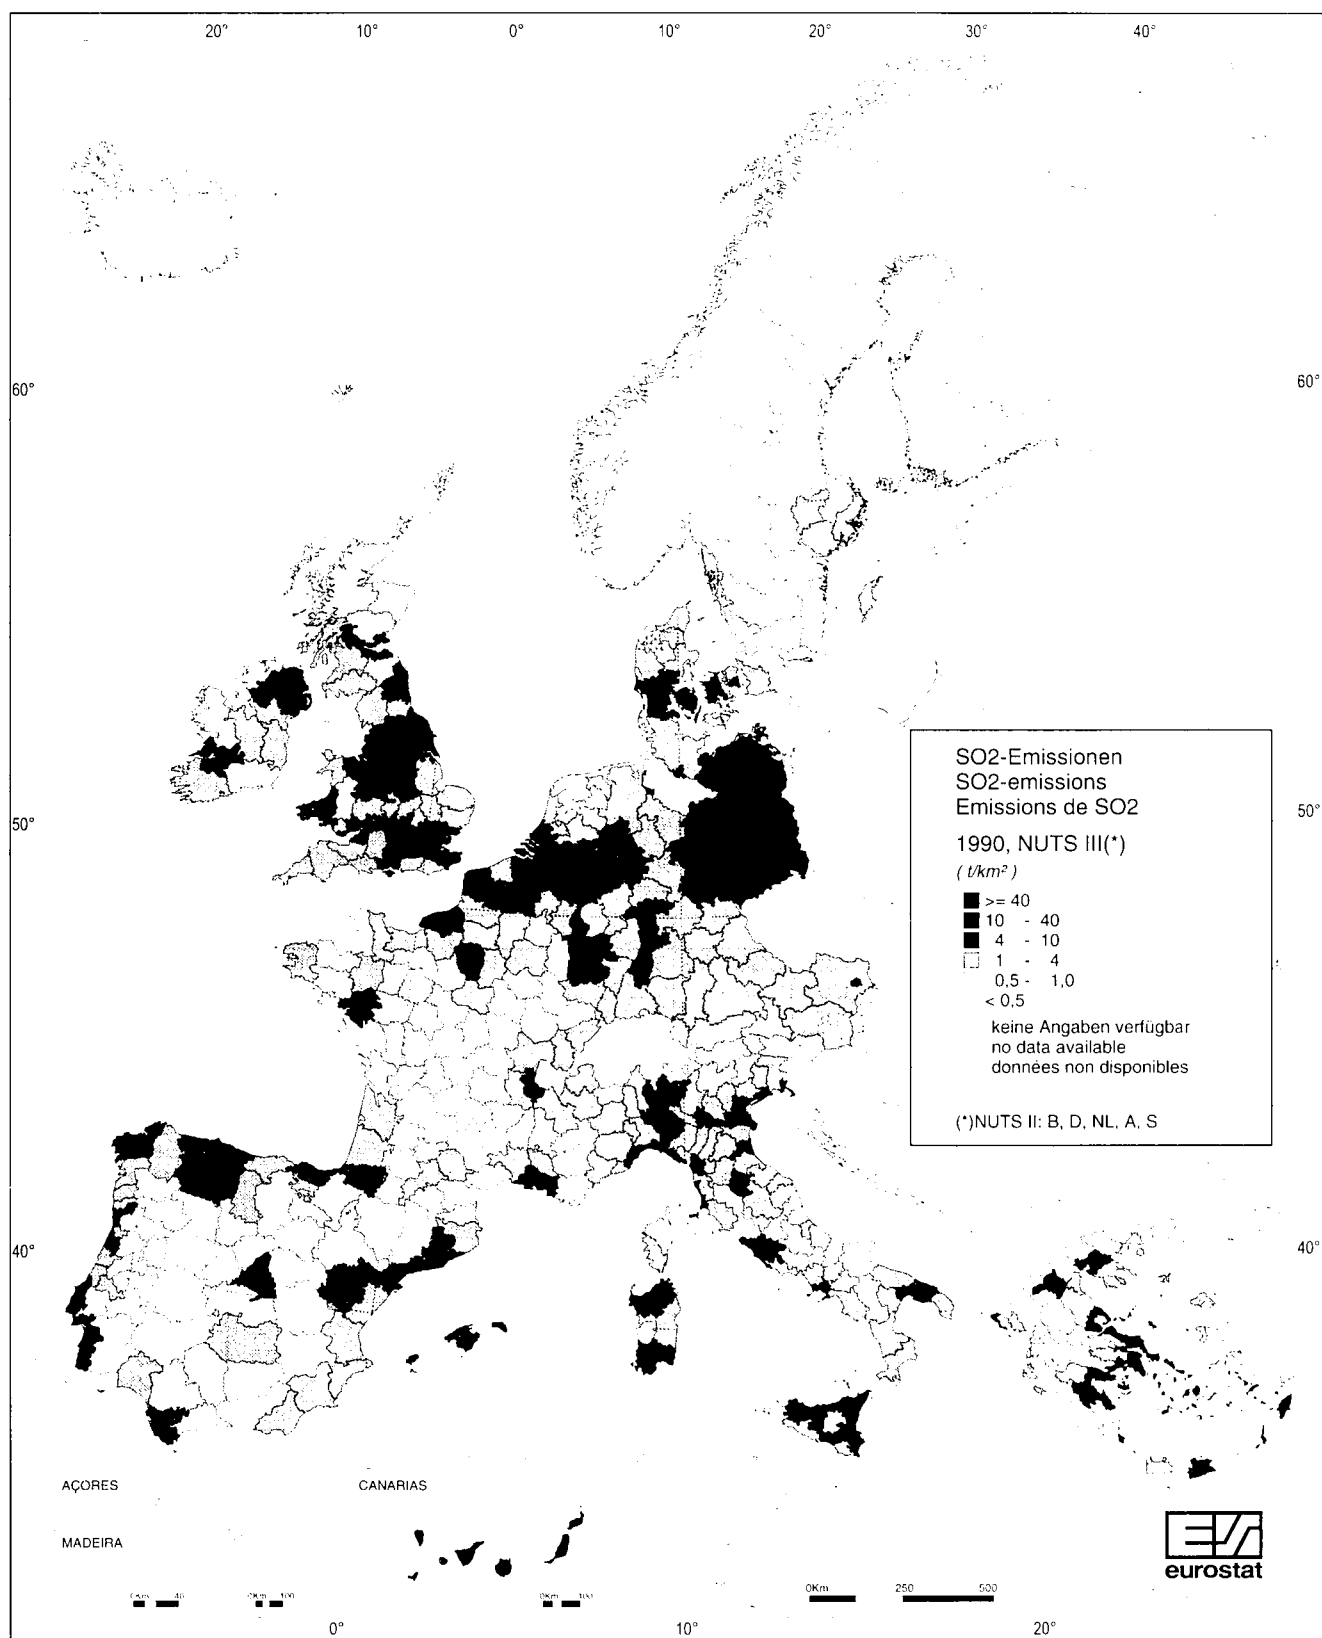 20° 10° 0° 10° 20° 30° 40°
60° 60°
SO2-Emissionen
SO2-emissions
Emissions de SO2
50° 50°
1990, NUTS III(*)
( t/km² )
>= 40
10 - 40
4 - 10
1 - 4
0,5 - 1,0
< 0,5
keine Angaben verfügbar
no data available
données non disponibles
(*)NUTS II: B, D, NL, A, S
40° 40°
AÇORES CANARIAS
MADEIRA
eurostat
0Km 100 0Km 250 500
0° 10° 20°